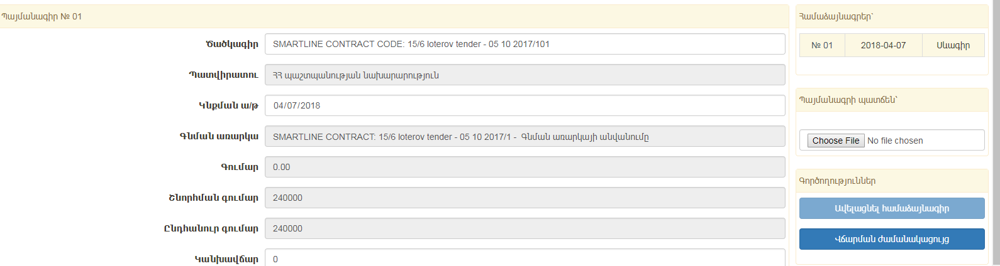 Պայմանագիր № 01
Ծածկագիր
SMARTLINE CONTRACT CODE: 15/6 loterov tender - 05 10 2017/101
Պատվիրատու
ՀՀ պաշտպանության նախարարություն
Կնքման ա/թ
04/07/2018
Գնման առարկա
SMARTLINE CONTRACT: 15/6 loterov tender - 05 10 2017/1 - Գնման առարկայի անվանումը
Գումար
0.00
Շնորհման գումար
240000
Ընդհանուր գումար
240000
Կանխավճար
0
Համաձայնագրեր՝
№ 01 2018-04-07 Սևագիր
Պայմանագրի պատճեն՝
Choose File No file chosen
Գործողություններ
Ավելացնել համաձայնագիր
Վճարման ժամանակացույց